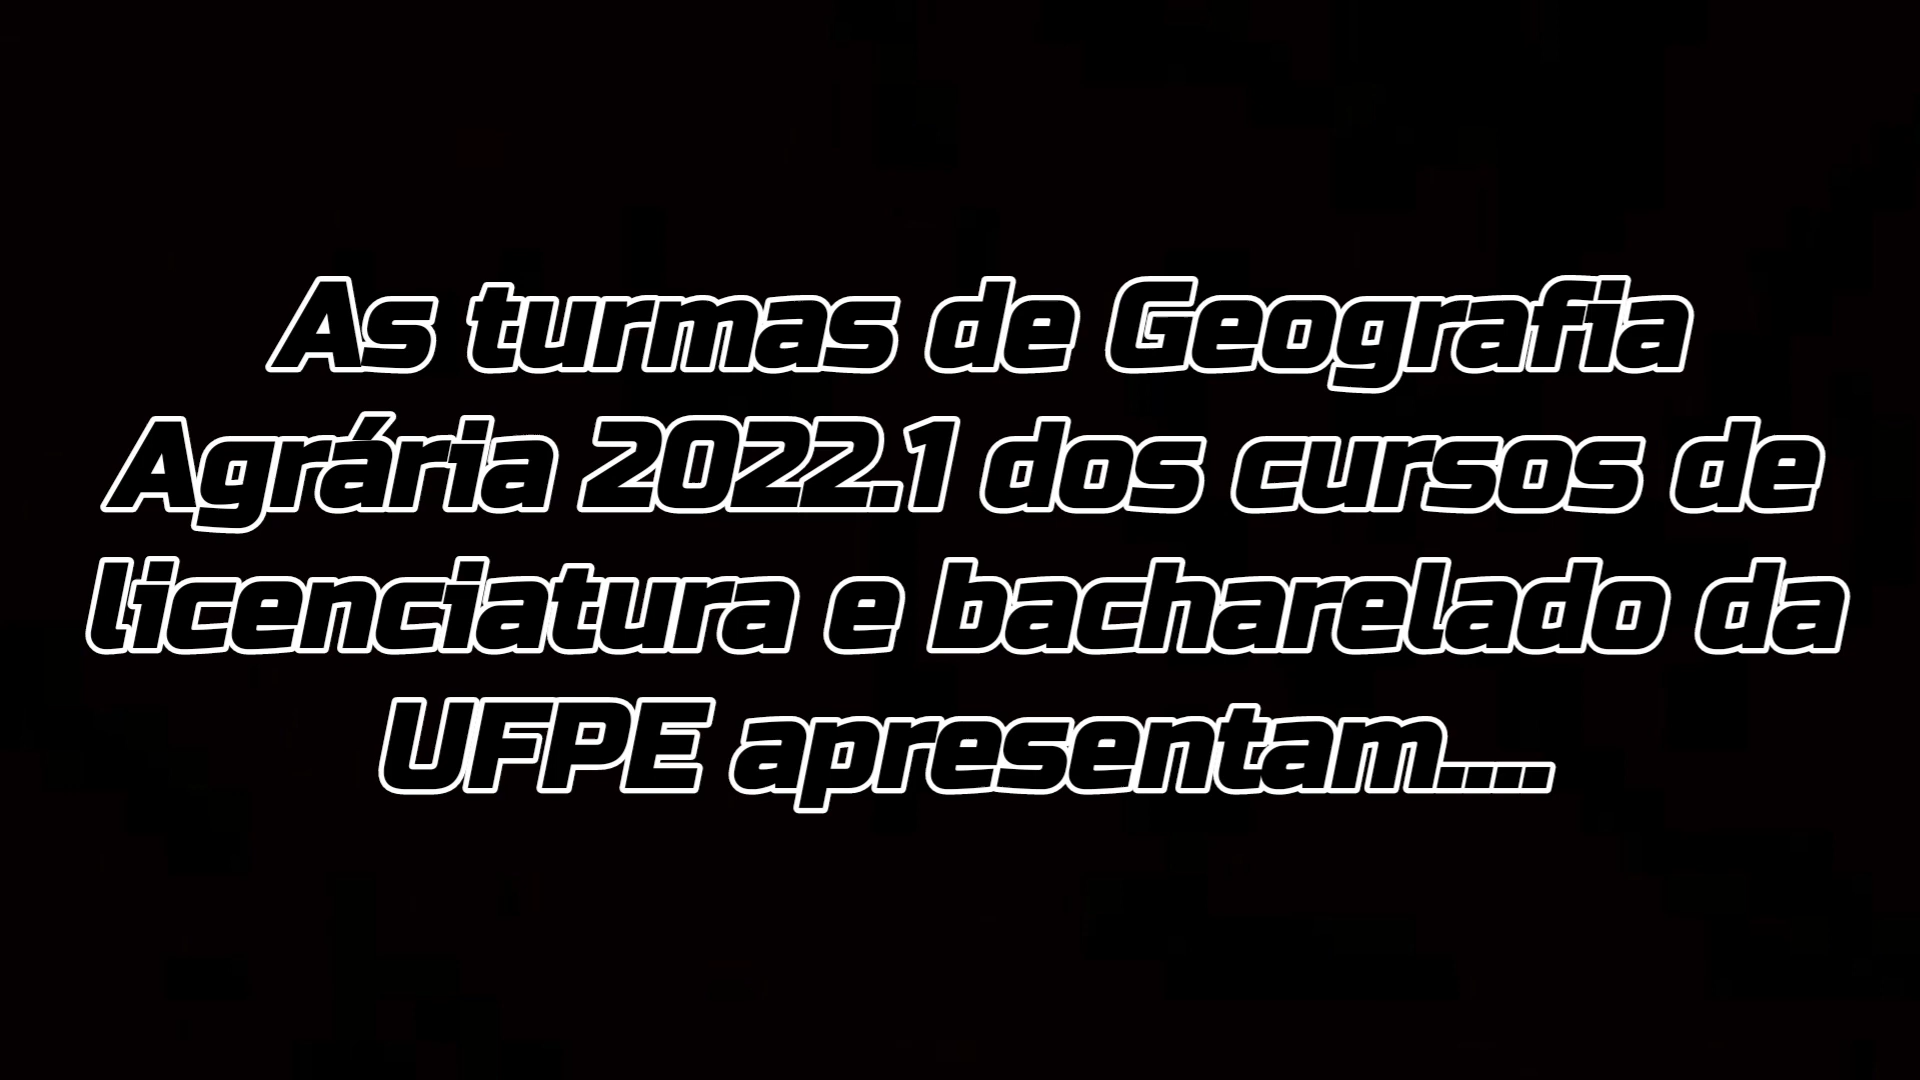 As turmas de Geografia
Agrária 2022.1 dos cursos de
licenciatura e bacharelado da
UFPE apresentam....